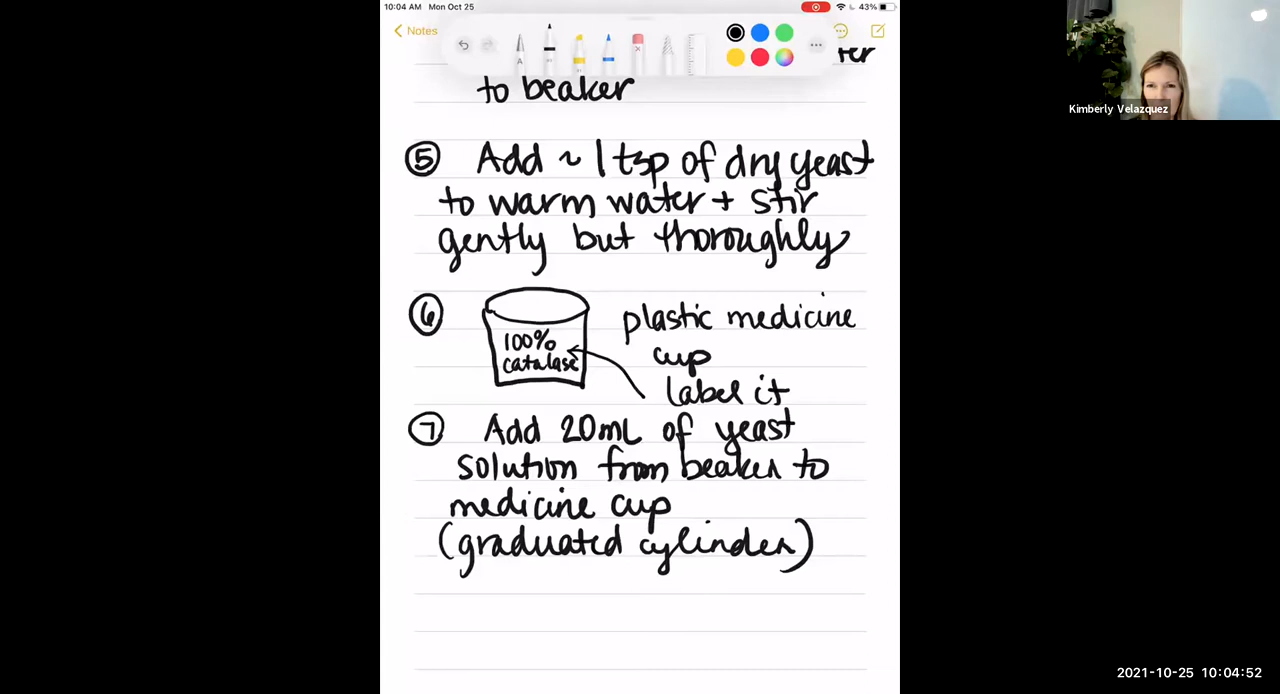 10:04 AM Mon Oct 25
43%
Notes
to beaker
5 Add ~ 1 tsp of dry yeast
to warm water + stir
gently but thoroughly
6 100% catalase
plastic medicine
cup
label it
7 Add 20mL of yeast
solution from beaker to
medicine cup
(graduated cylinder)
Kimberly Velazquez
2021-10-25 10:04:52